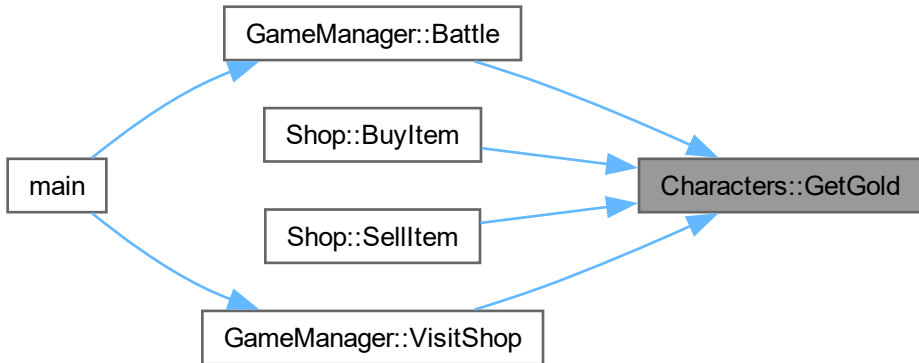 GameManager::Battle
Shop::BuyItem
main
Characters::GetGold
Shop::SellItem
GameManager::VisitShop